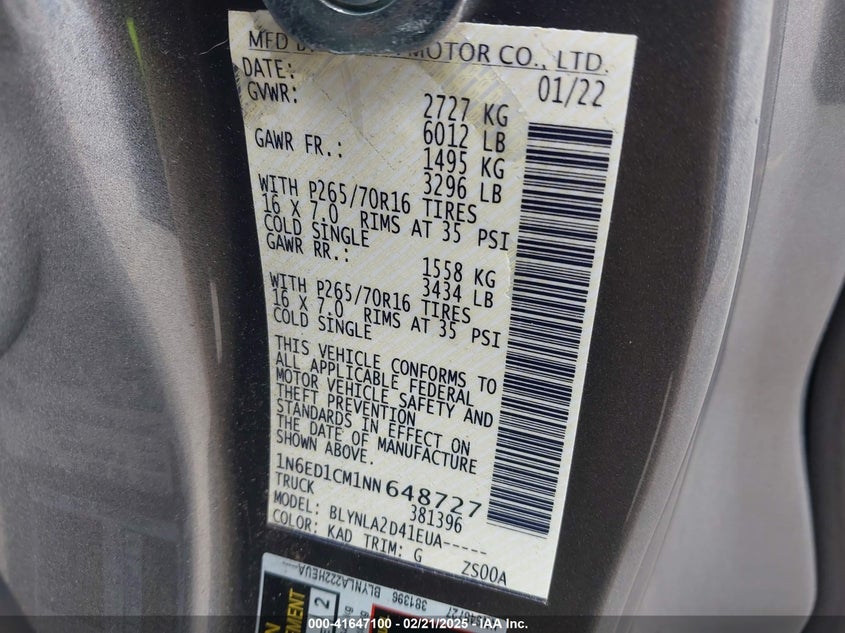 MFD BY MOTOR CO., LTD.
DATE: 01/22
GVWR: 2727 KG
6012 LB
GAWR FR.: 1495 KG
3296 LB
WITH P265/70R16 TIRES
16 X 7.0 RIMS AT 35 PSI
COLD SINGLE
GAWR RR.: 1558 KG
3434 LB
WITH P265/70R16 TIRES
16 X 7.0 RIMS AT 35 PSI
COLD SINGLE
THIS VEHICLE CONFORMS TO
ALL APPLICABLE FEDERAL
MOTOR VEHICLE SAFETY AND
THEFT PREVENTION
STANDARDS IN EFFECT ON
THE DATE OF MANUFACTURE
SHOWN ABOVE.
1N6ED1CM1NN648727
TRUCK 381396
MODEL: BLYNLA2D41EUA-----
COLOR: KAD TRIM: G ZS00A
381396 BLYNLA222HEUA
2
000-41647100 - 02/21/2025 - IAA Inc.